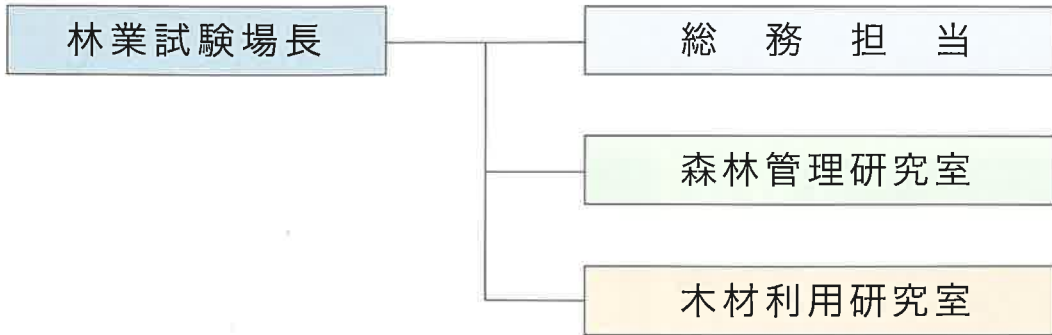 林業試験場長
総務担当
森林管理研究室
木材利用研究室